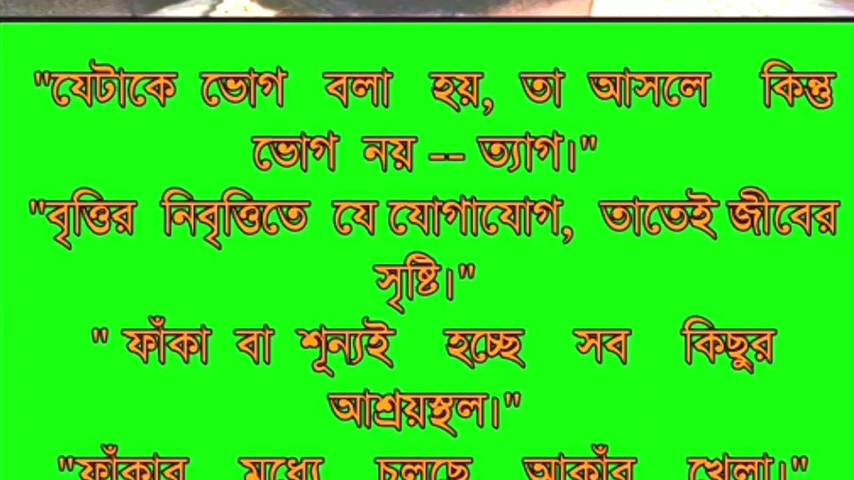 "যেটাকে ভোগ বলা হয়, তা আসলে কিন্তু
ভোগ নয় -- ত্যাগ।"
"বৃত্তির নিবৃত্তিতে যে যোগাযোগ, তাতেই জীবের
সৃষ্টি।"
" ফাঁকা বা শূন্যই হচ্ছে সব কিছুর
আশ্রয়স্থল।"
"ফাঁকার মধ্যে চলছে আকাঁর খেলা।"